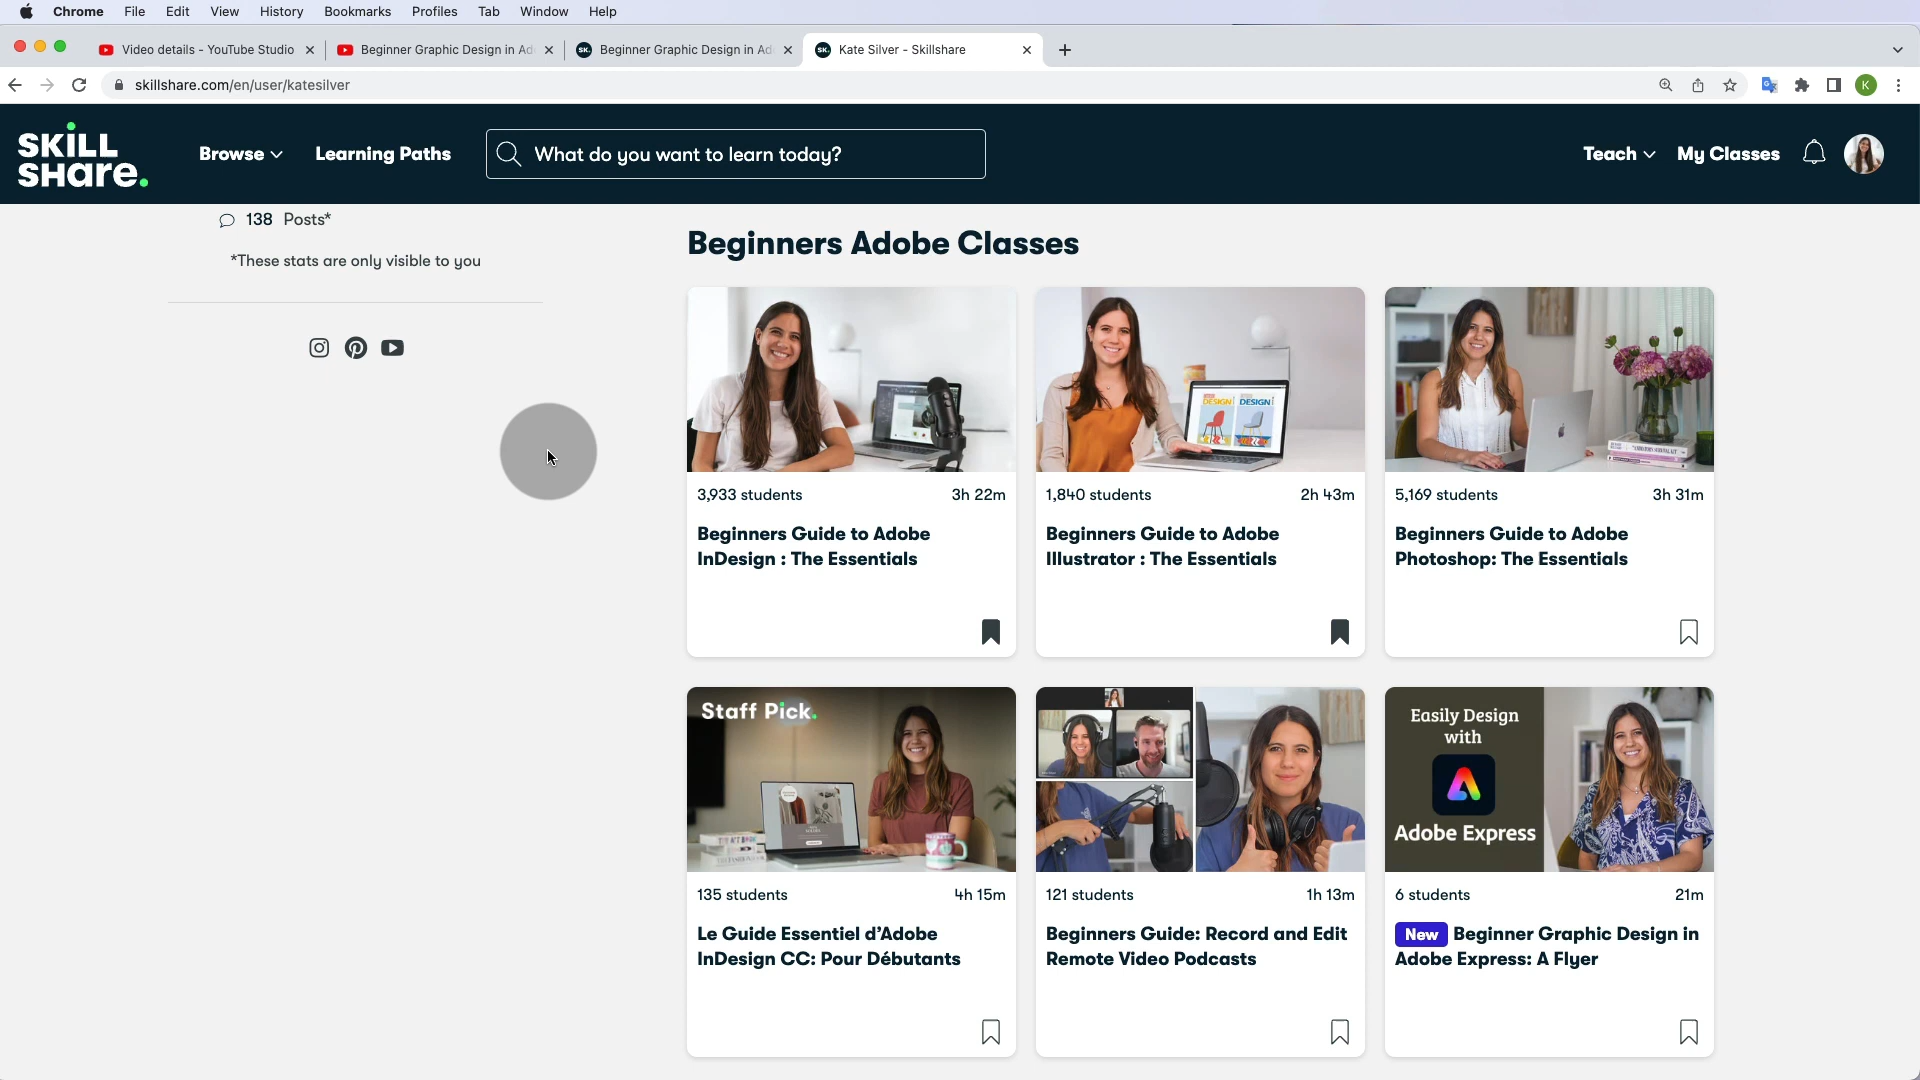 Chrome File Edit View History Bookmarks Profiles Tab Window Help
Video details - YouTube Studio
Beginner Graphic Design in Ad
Beginner Graphic Design in Ad
Kate Silver - Skillshare
skillshare.com/en/user/katesilver
K
SKILL
SHARE.
Browse
Learning Paths
What do you want to learn today?
Teach
My Classes
138 Posts*
*These stats are only visible to you
Beginners Adobe Classes
DESIGN DESIGN
3,933 students 3h 22m
Beginners Guide to Adobe
InDesign : The Essentials
1,840 students 2h 43m
Beginners Guide to Adobe
Illustrator : The Essentials
5,169 students 3h 31m
Beginners Guide to Adobe
Photoshop: The Essentials
Staff Pick.
135 students 4h 15m
Le Guide Essentiel d'Adobe
InDesign CC: Pour Débutants
121 students 1h 13m
Beginners Guide: Record and Edit
Remote Video Podcasts
Easily Design
with
Adobe Express
6 students 21m
New Beginner Graphic Design in
Adobe Express: A Flyer